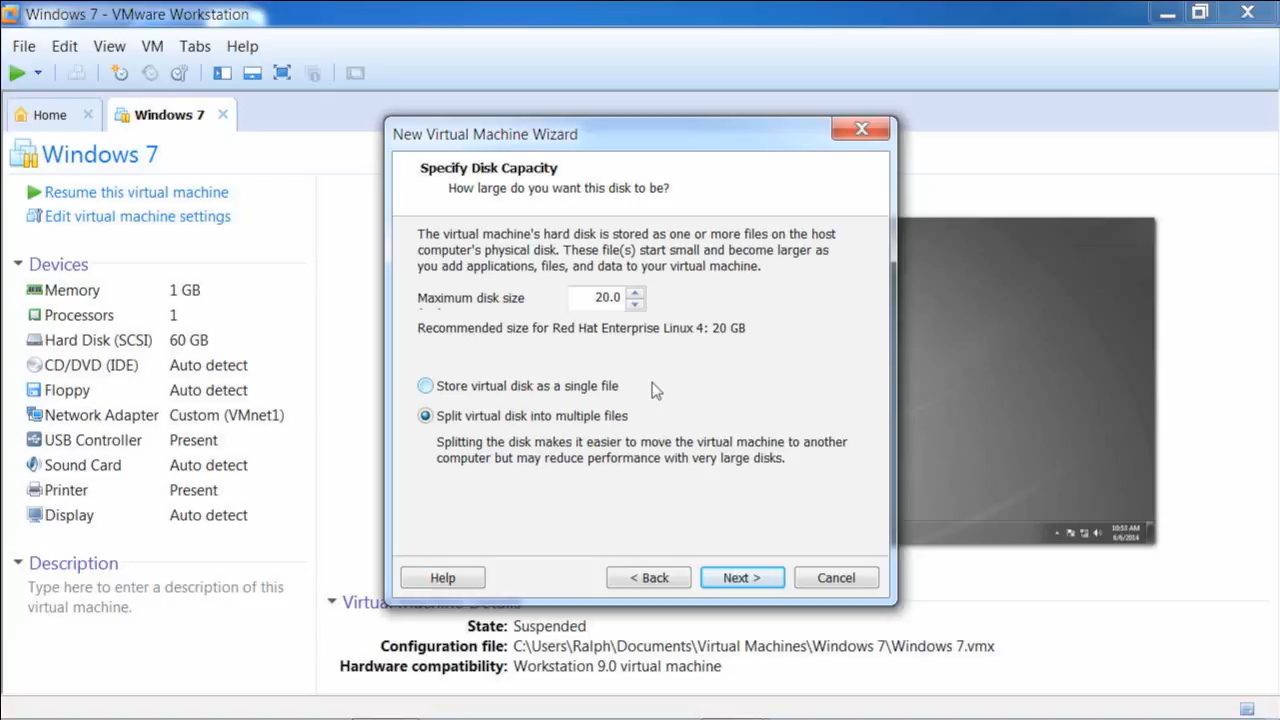 Windows 7 - VMware Workstation
File Edit View VM Tabs Help
Home
Windows 7
Windows 7
Resume this virtual machine
Edit virtual machine settings
Devices
Memory 1 GB
Processors 1
Hard Disk (SCSI) 60 GB
CD/DVD (IDE) Auto detect
Floppy Auto detect
Network Adapter Custom (VMnet1)
USB Controller Present
Sound Card Auto detect
Printer Present
Display Auto detect
Description
Type here to enter a description of this
virtual machine.
New Virtual Machine Wizard
Specify Disk Capacity
How large do you want this disk to be?
The virtual machine's hard disk is stored as one or more files on the host
computer's physical disk. These file(s) start small and become larger as
you add applications, files, and data to your virtual machine.
Maximum disk size 20.0
Recommended size for Red Hat Enterprise Linux 4: 20 GB
Store virtual disk as a single file
Split virtual disk into multiple files
Splitting the disk makes it easier to move the virtual machine to another
computer but may reduce performance with very large disks.
Help < Back Next > Cancel
10:53 AM
6/6/2014
State: Suspended
Configuration file: C:\Users\Ralph\Documents\Virtual Machines\Windows 7\Windows 7.vmx
Hardware compatibility: Workstation 9.0 virtual machine